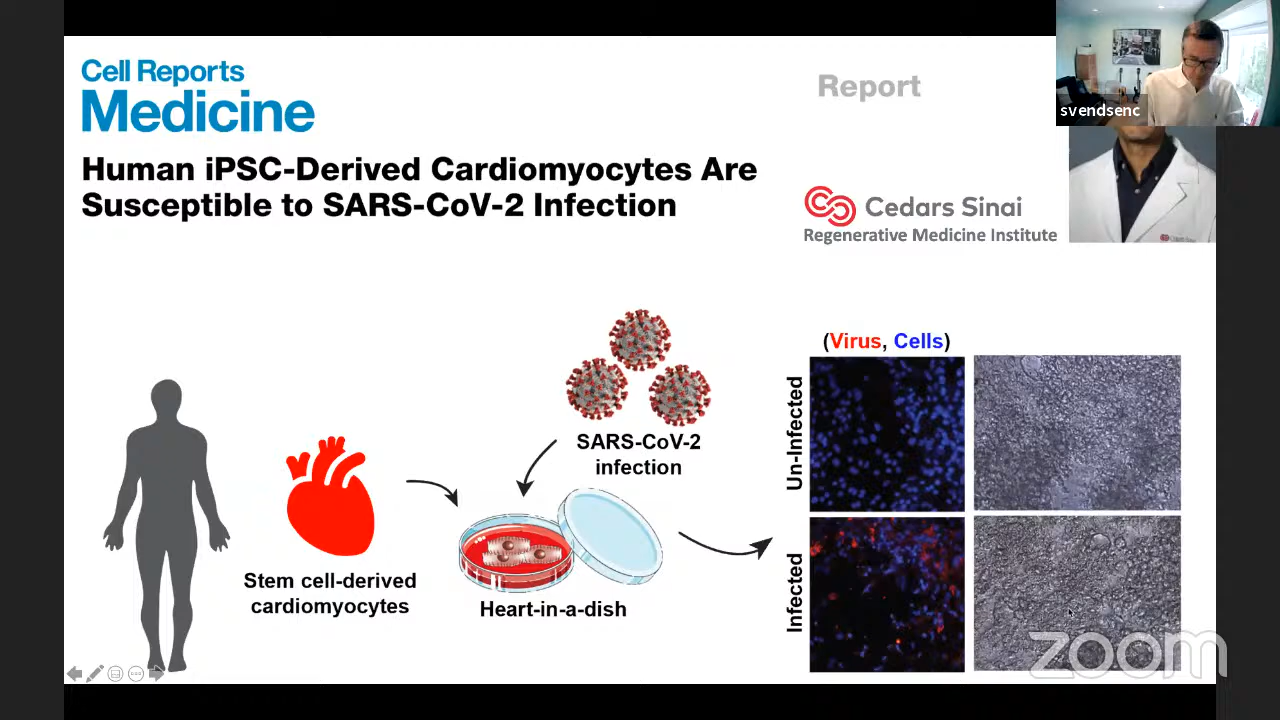 Cell Reports
Medicine
Report
svendsenc
Human iPSC-Derived Cardiomyocytes Are
Susceptible to SARS-CoV-2 Infection
Cedars Sinai
Regenerative Medicine Institute
(Virus, Cells)
Un-Infected
SARS-CoV-2
infection
Stem cell-derived
cardiomyocytes
Heart-in-a-dish
Infected
zoom